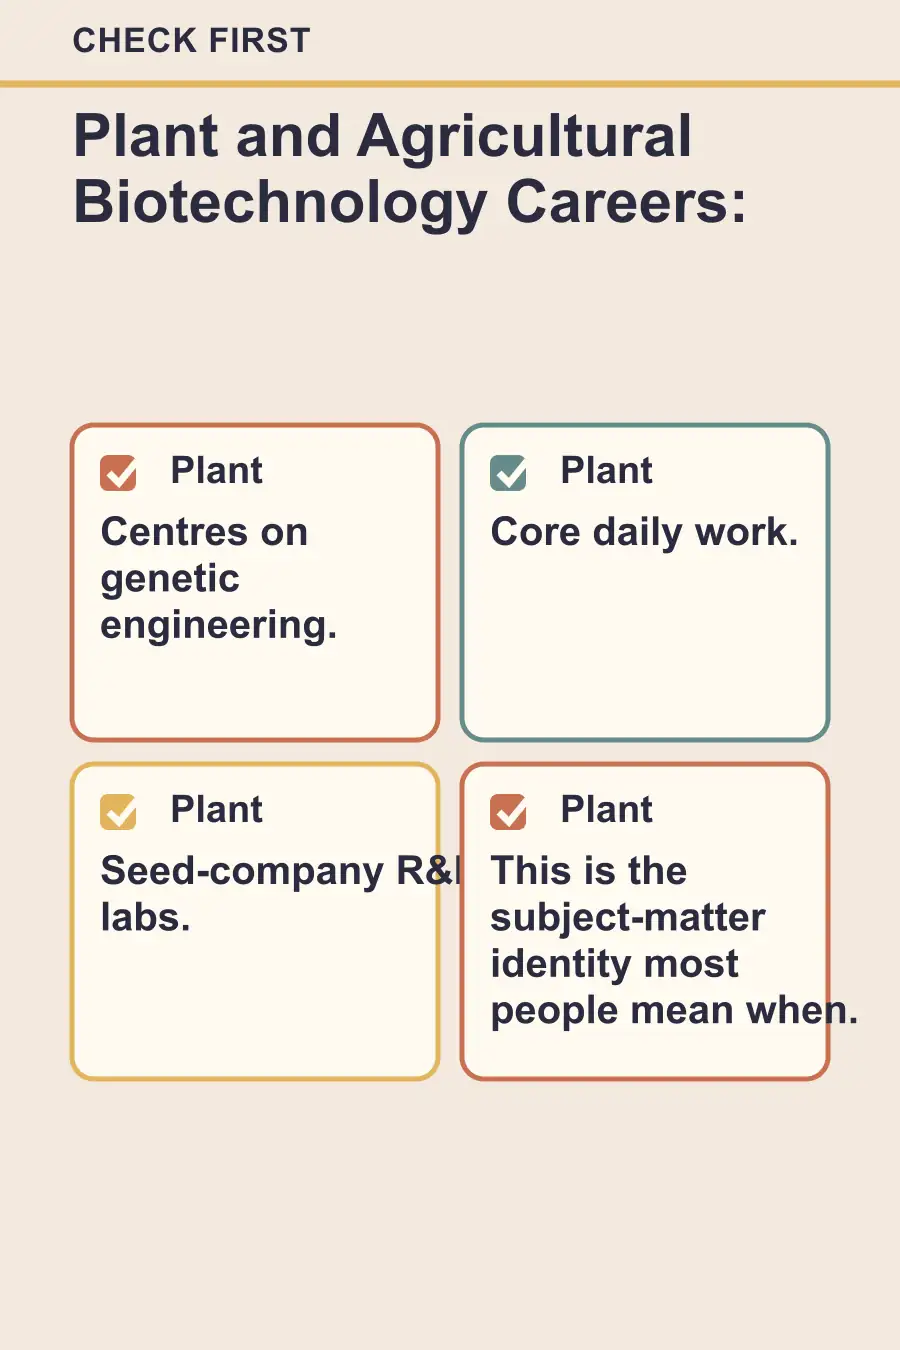 CHECK FIRST
Plant and Agricultural
Biotechnology Careers:
Plant
Centres on
genetic
engineering.
Plant
Core daily work.
Plant
Seed-company
labs.
Plant
This is the
subject-matter
identity most
people mean when.